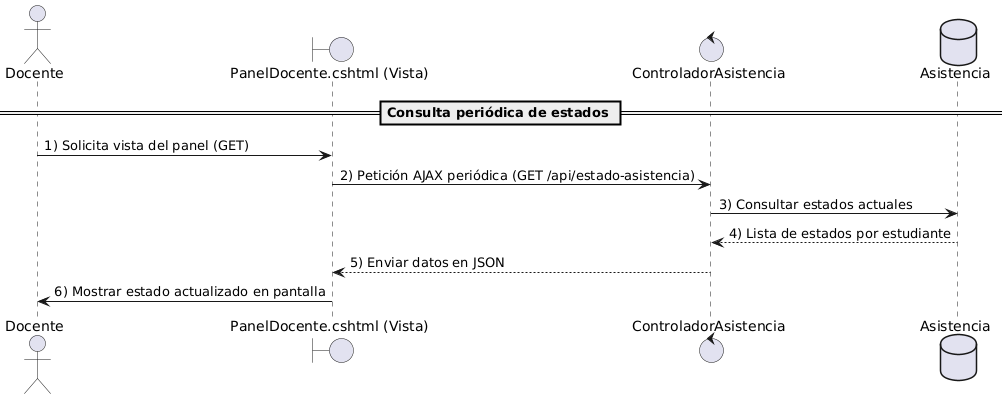 Docente
PanelDocente.cshtml (Vista)
ControladorAsistencia
Asistencia
Consulta periódica de estados
1) Solicita vista del panel (GET)
2) Petición AJAX periódica (GET /api/estado-asistencia)
3) Consultar estados actuales
4) Lista de estados por estudiante
5) Enviar datos en JSON
6) Mostrar estado actualizado en pantalla
Docente
PanelDocente.cshtml (Vista)
ControladorAsistencia
Asistencia